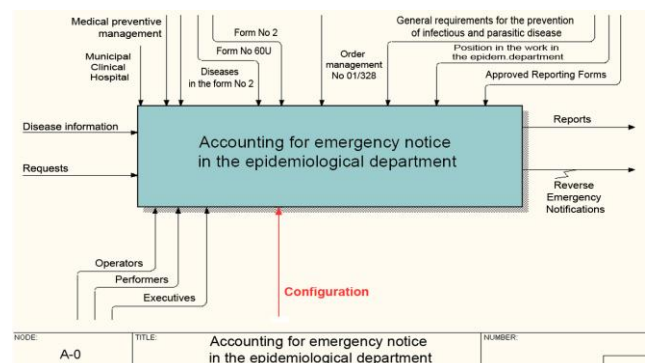 Medical preventive
management
Municipal
Clinical
Hospital
Form No 2
Form No 60U
Diseases
in the form No 2
Order
management
No 01/328
General requirements for the prevention
of infectious and parasitic disease
Position in the work in
the epidem.department
Approved Reporting Forms
Disease information
Requests
Accounting for emergency notice
in the epidemiological department
Reports
Reverse
Emergency
Notifications
Operators
Performers
Executives
Configuration
NODE:
A-0
TITLE:
Accounting for emergency notice
in the epidemiological department
NUMBER: